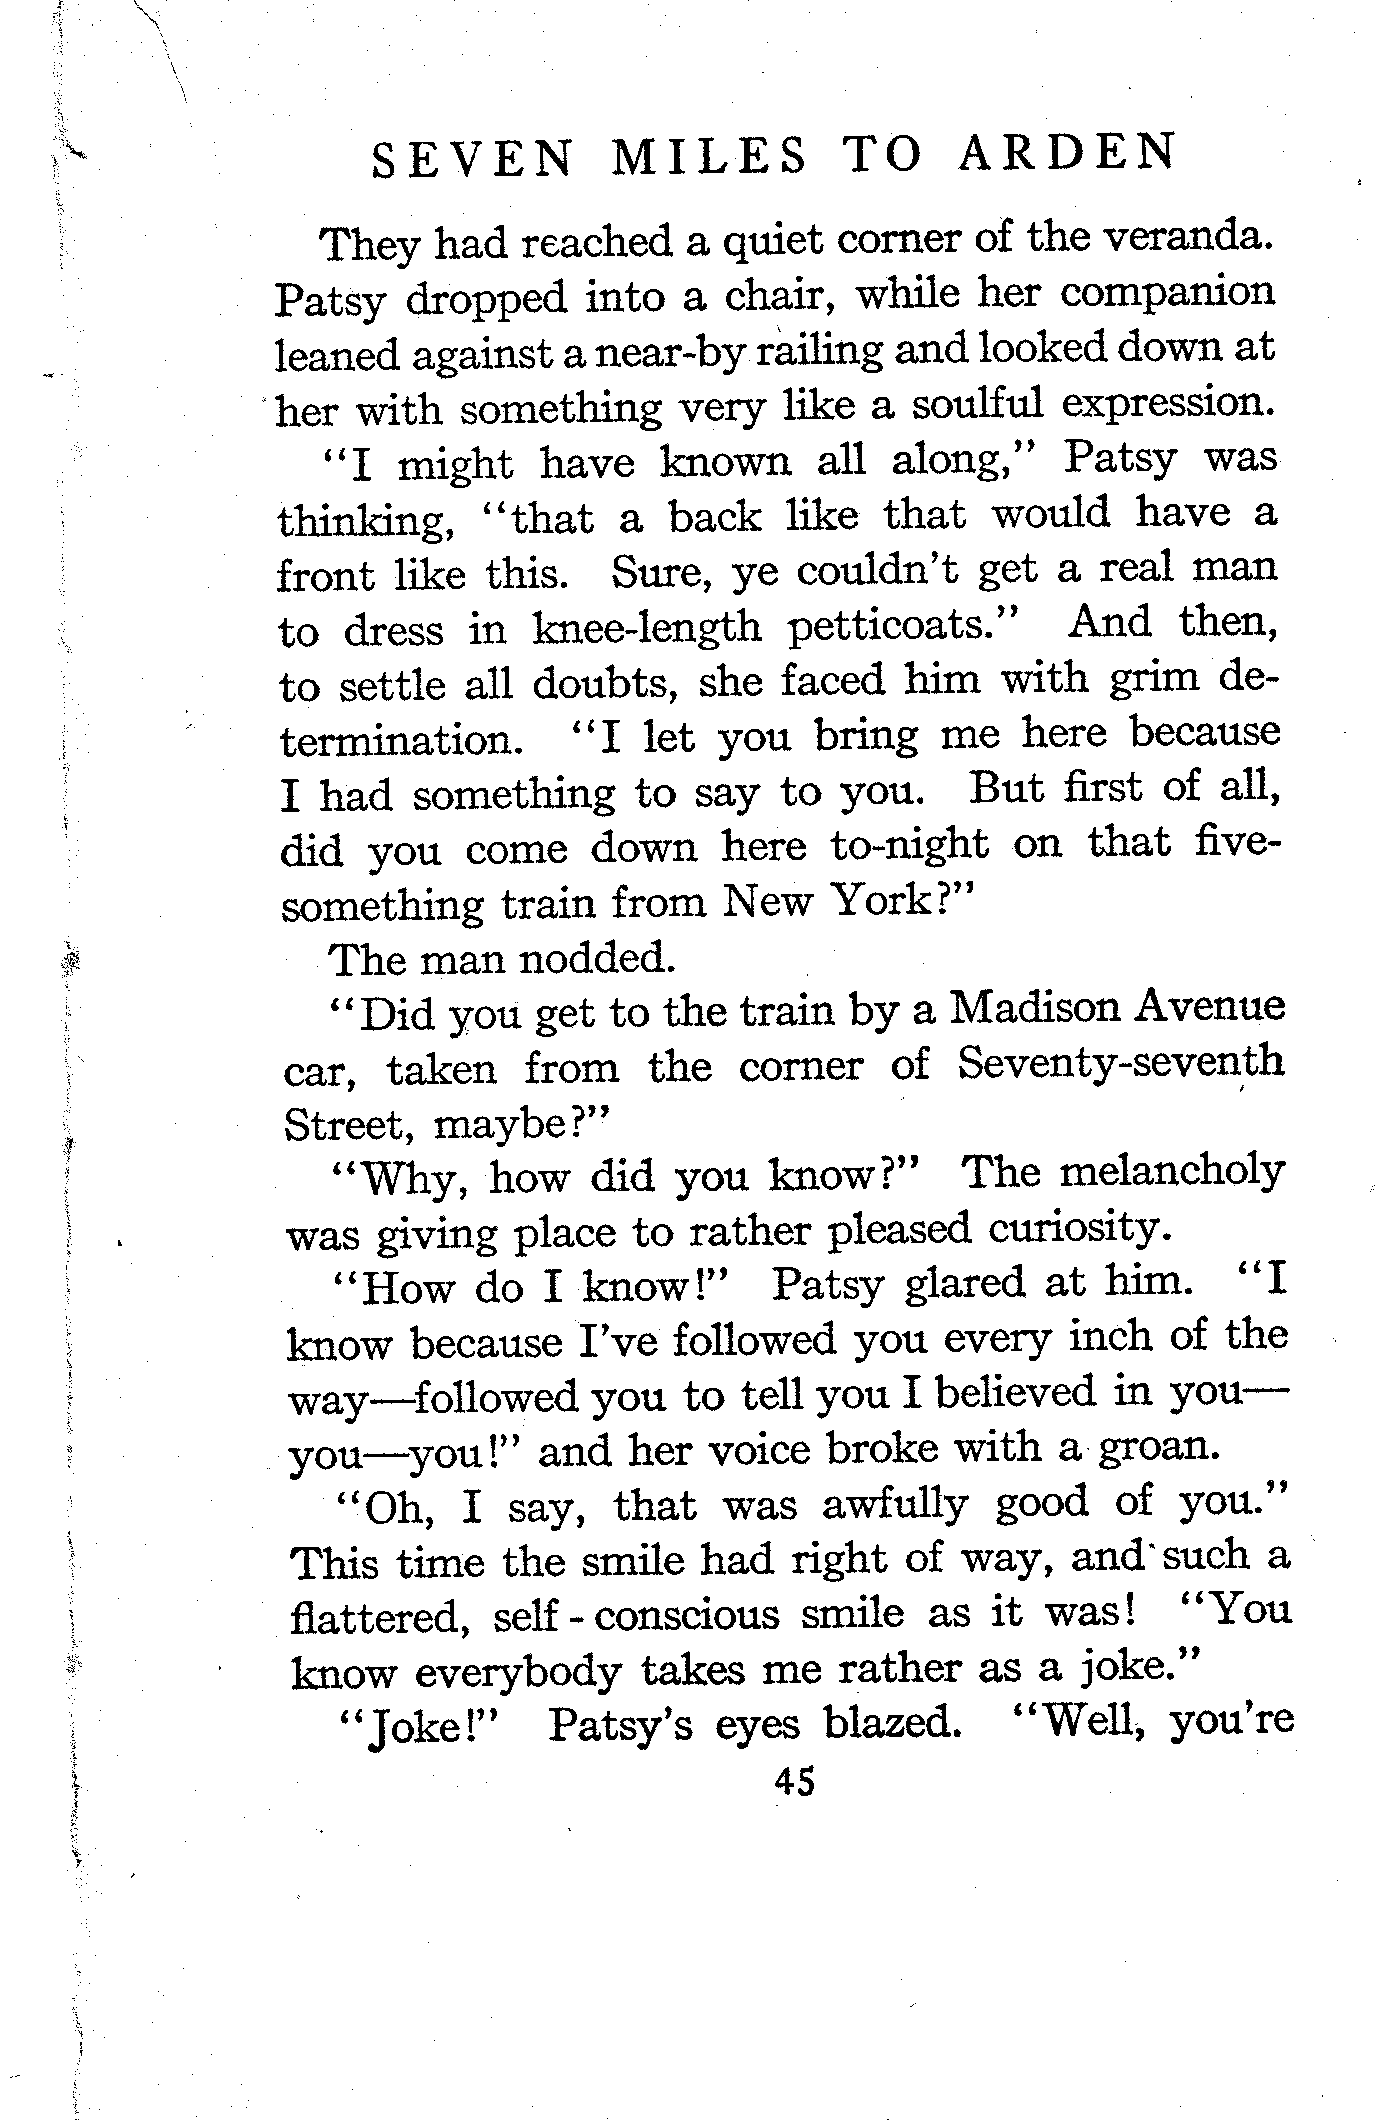 SEVEN MILES TO ARDEN
They had reached a quiet corner of the veranda.
Patsy dropped into a chair, while her companion
leaned against a near-by railing and looked down at
her with something very like a soulful expression.
“I might have known all along,” Patsy was
thinking, “that a back like that would have a
front like this. Sure, ye couldn't get a real man
to dress in knee-length petticoats.” And then,
to settle all doubts, she faced him with grim de-
termination. “I let you bring me here because
I had something to say to you. But first of all,
did you come down here to-night on that five-
something train from New York?”
The man nodded.
“Did you get to the train by a Madison Avenue
car, taken from the corner of Seventy-seventh
Street, maybe?”
“Why, how did you know?” The melancholy
was giving place to rather pleased curiosity.
“How do I know!” Patsy glared at him. “I
know because I've followed you every inch of the
way—followed you to tell you I believed in you—
you—you!” and her voice broke with a groan.
“Oh, I say, that was awfully good of you.”
This time the smile had right of way, and such a
flattered, self-conscious smile as it was! “You
know everybody takes me rather as a joke.”
“Joke!” Patsy's eyes blazed. “Well, you're
45